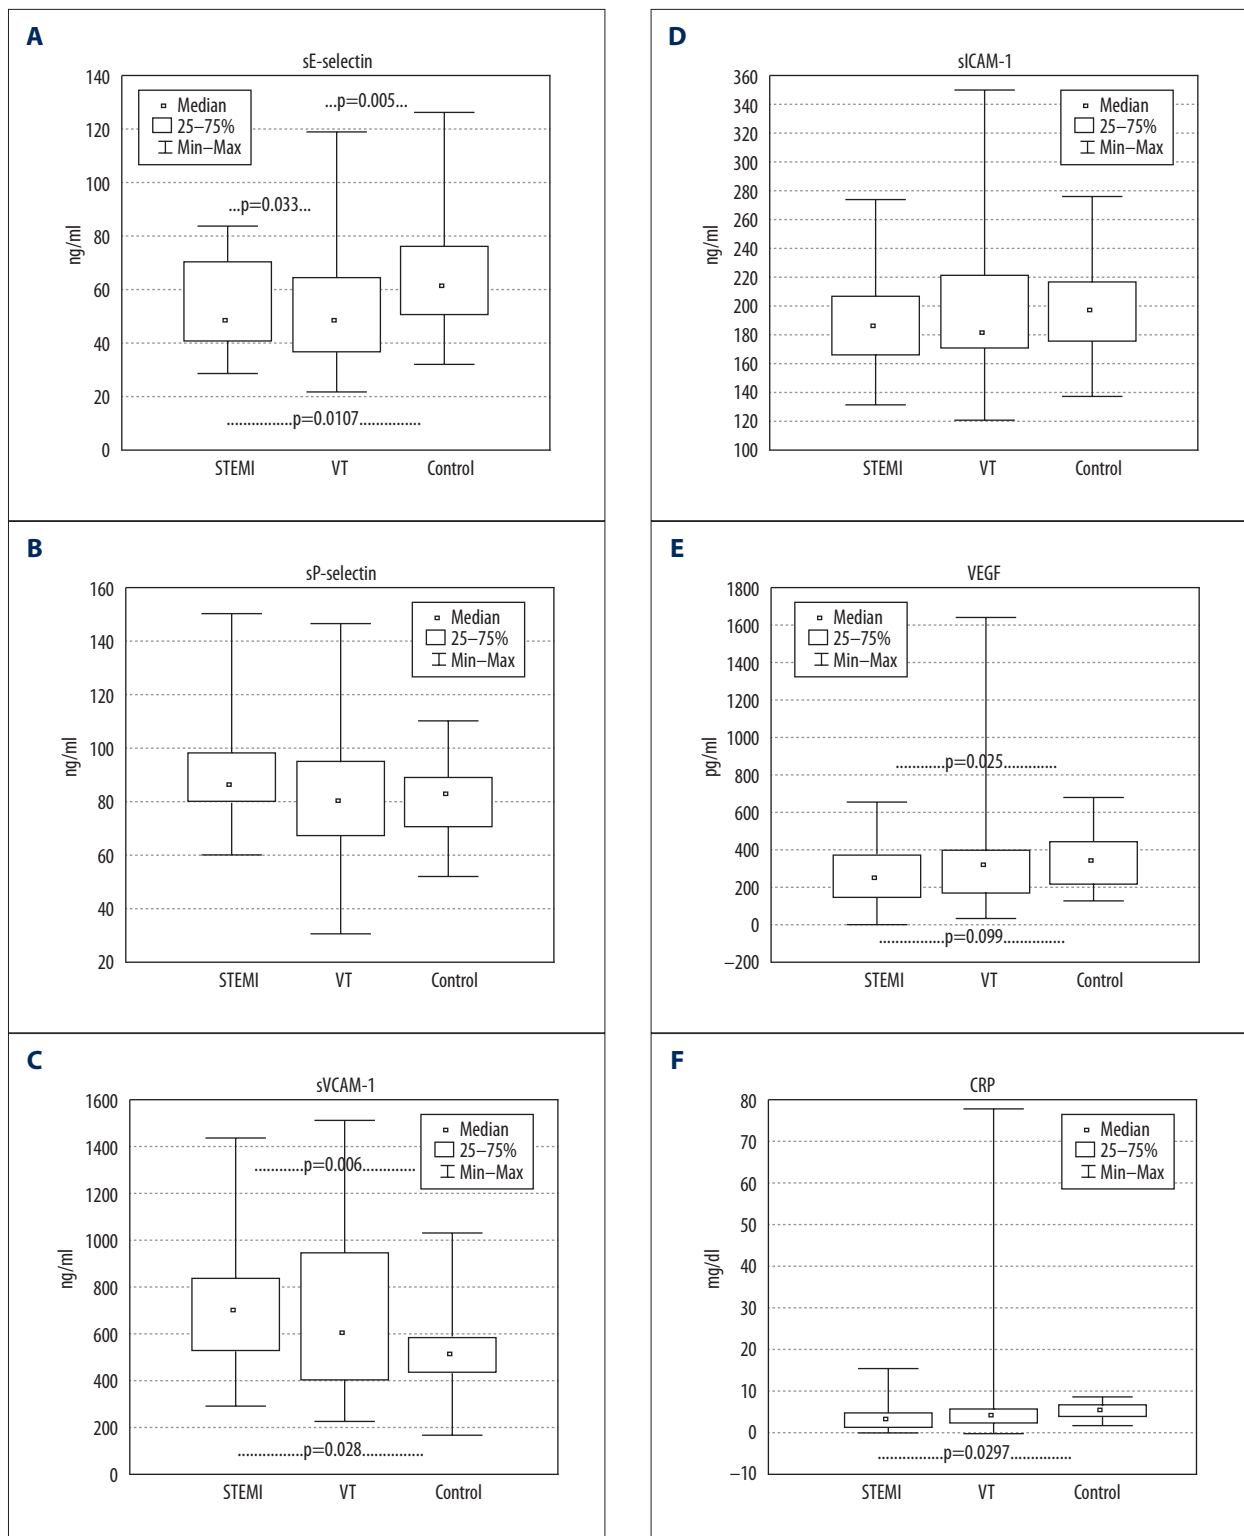 A
sE-selectin
140
120
100
80
60
40
20
0
ng/ml
Median
25–75%
Min–Max
...p=0.005...
...p=0.033...
................p=0.0107...............
STEMI VT Control
B
sP-selectin
160
140
120
100
80
60
40
20
ng/ml
Median
25–75%
Min–Max
STEMI VT Control
C
sVCAM-1
1600
1400
1200
1000
800
600
400
200
0
ng/ml
Median
25–75%
Min–Max
............p=0.006.............
................p=0.028...............
STEMI VT Control
D
sICAM-1
360
340
320
300
280
260
240
220
200
180
160
140
120
100
ng/ml
Median
25–75%
Min–Max
STEMI VT Control
E
VEGF
1800
1600
1400
1200
1000
800
600
400
200
0
–200
pg/ml
Median
25–75%
Min–Max
............p=0.025.............
................p=0.099...............
STEMI VT Control
F
CRP
80
70
60
50
40
30
20
10
0
–10
mg/dl
Median
25–75%
Min–Max
................p=0.0297...............
STEMI VT Control